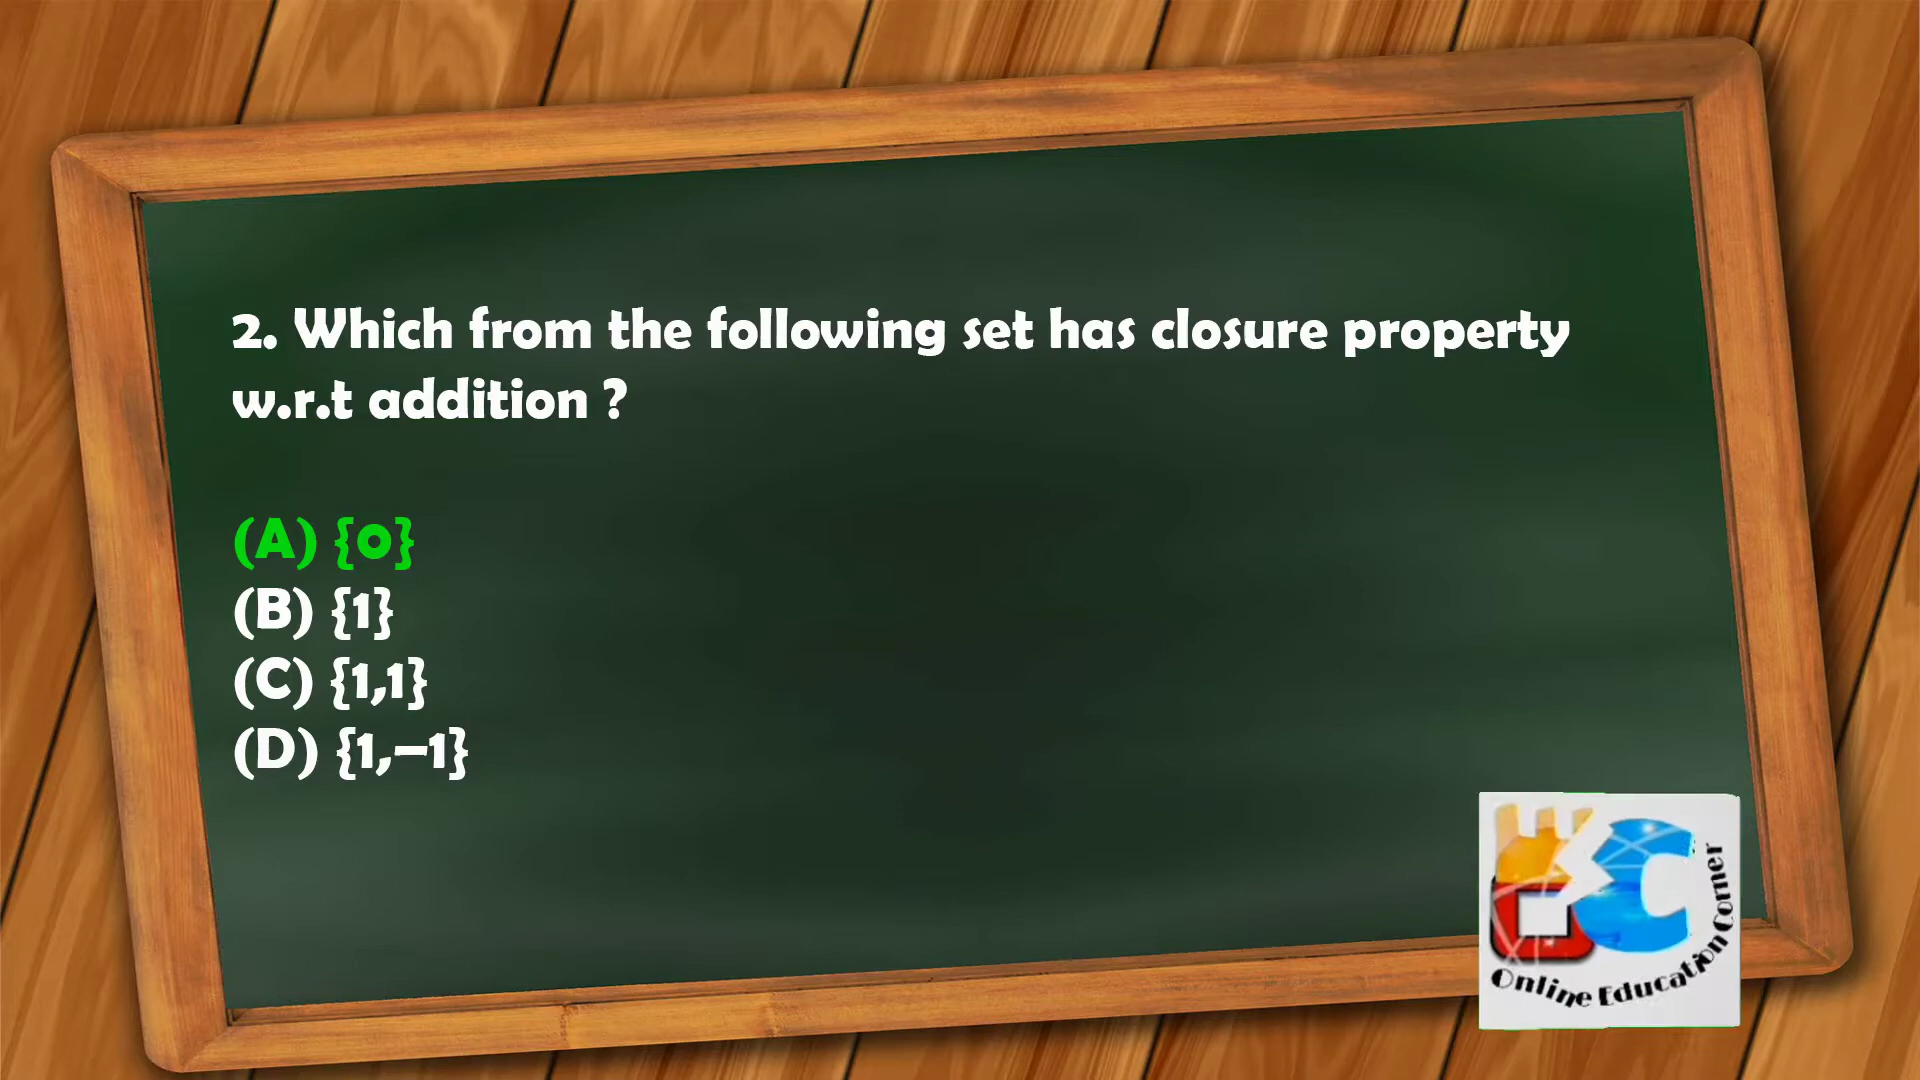 2. Which from the following set has closure property
w.r.t addition ?
(A) {0}
(B) {1}
(C) {1,1}
(D) {1,–1}
Online Education Corner